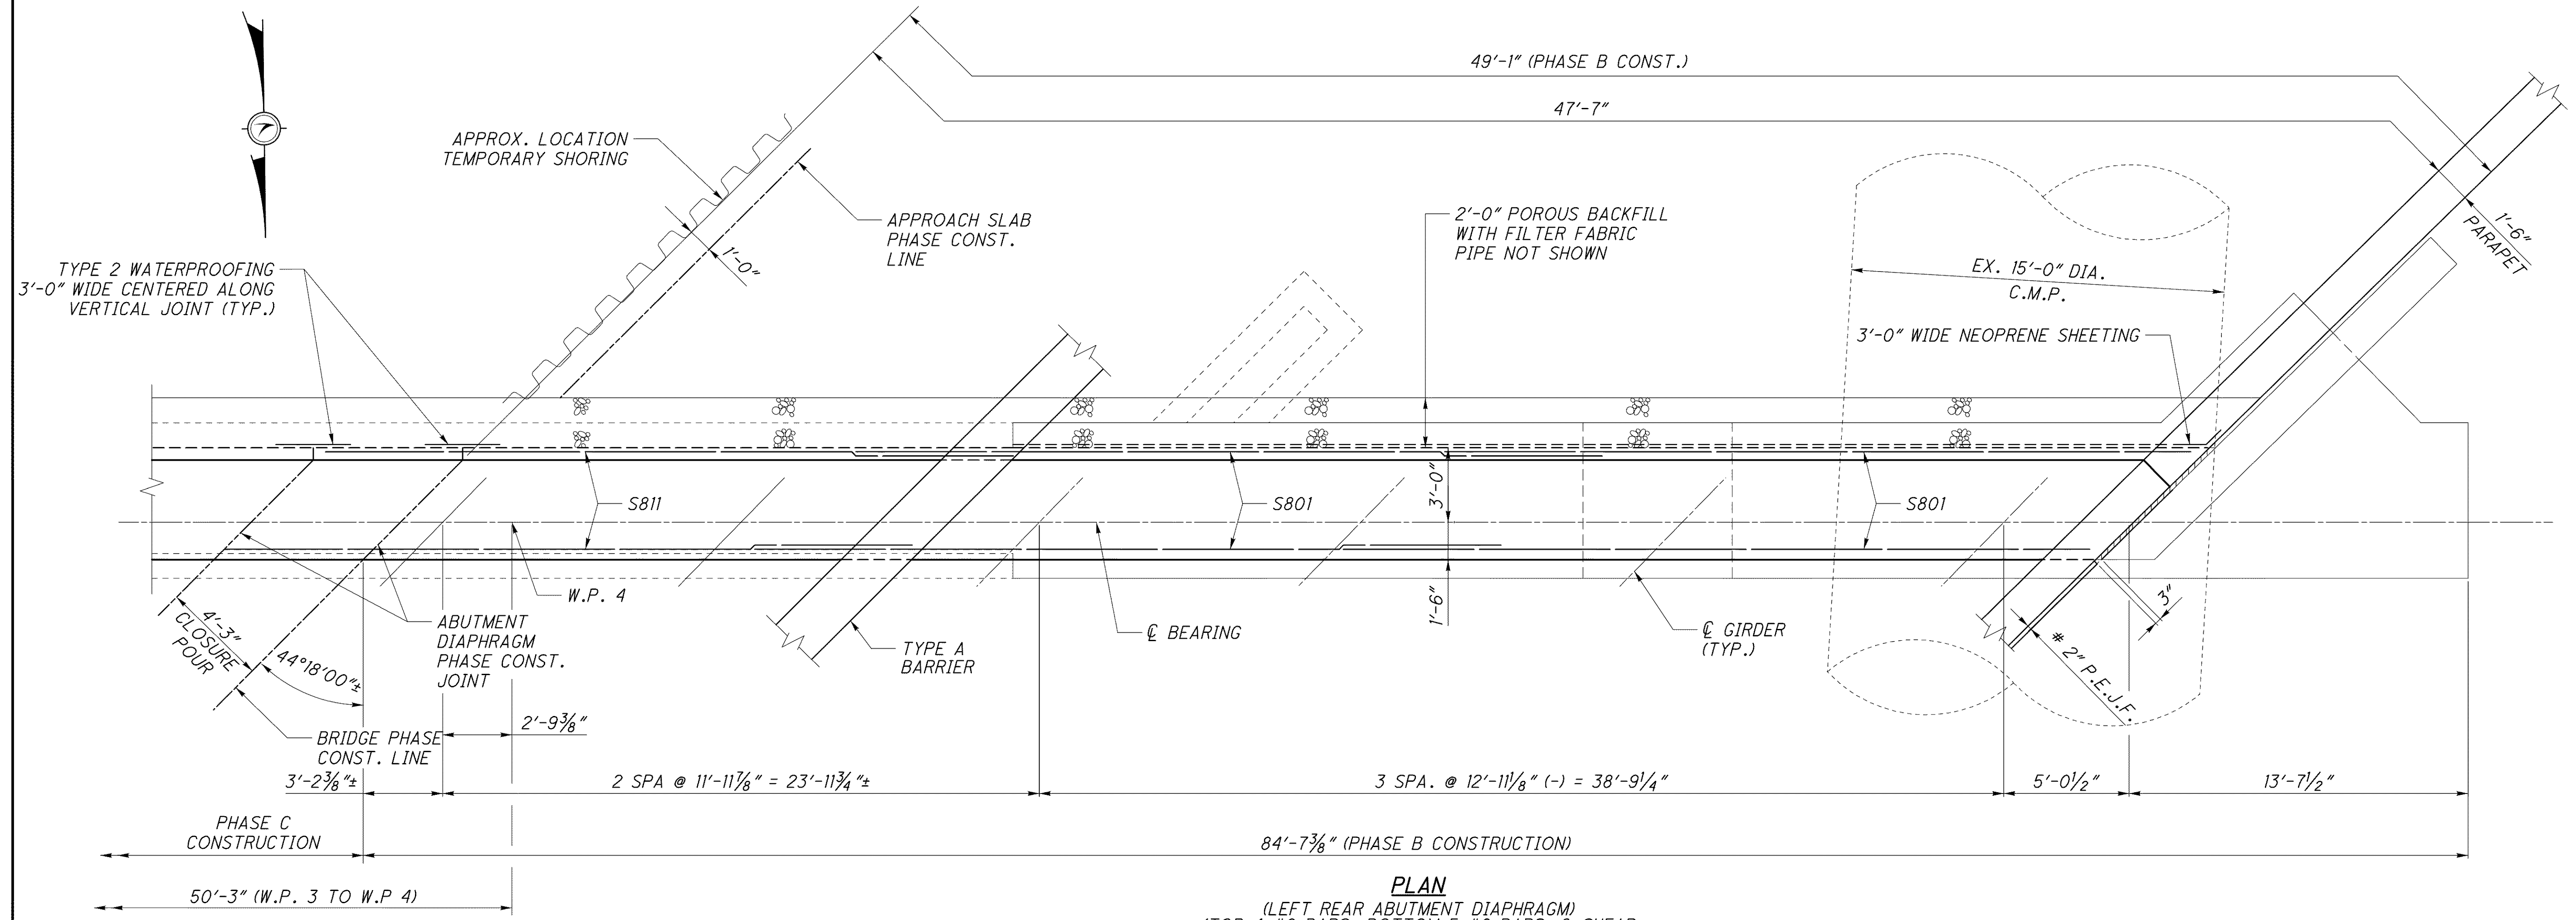 49'-1" (PHASE B CONST.)
47'-7"
APPROX. LOCATION
TEMPORARY SHORING
APPROACH SLAB
PHASE CONST.
LINE
1'-0"
2'-0" POROUS BACKFILL
WITH FILTER FABRIC
PIPE NOT SHOWN
1'-6"
PARAPET
TYPE 2 WATERPROOFING
3'-0" WIDE CENTERED ALONG
VERTICAL JOINT (TYP.)
EX. 15'-0" DIA.
C.M.P.
3'-0" WIDE NEOPRENE SHEETING
S811
S801
3'-0"
S801
W.P. 4
1'-6"
3"
4'-3"
CLOSURE
POUR
44°18'00"±
ABUTMENT
DIAPHRAGM
PHASE CONST.
JOINT
TYPE A
BARRIER
℄ BEARING
℄ GIRDER
(TYP.)
# 2" P.E.J.F.
BRIDGE PHASE
CONST. LINE
2'-9⅜"
3'-2⅜"±
2 SPA @ 11'-11⅞" = 23'-11¾"±
3 SPA. @ 12'-11⅛" (-) = 38'-9¼"
5'-0½"
13'-7½"
PHASE C
CONSTRUCTION
84'-7⅜" (PHASE B CONSTRUCTION)
50'-3" (W.P. 3 TO W.P 4)
PLAN
(LEFT REAR ABUTMENT DIAPHRAGM)